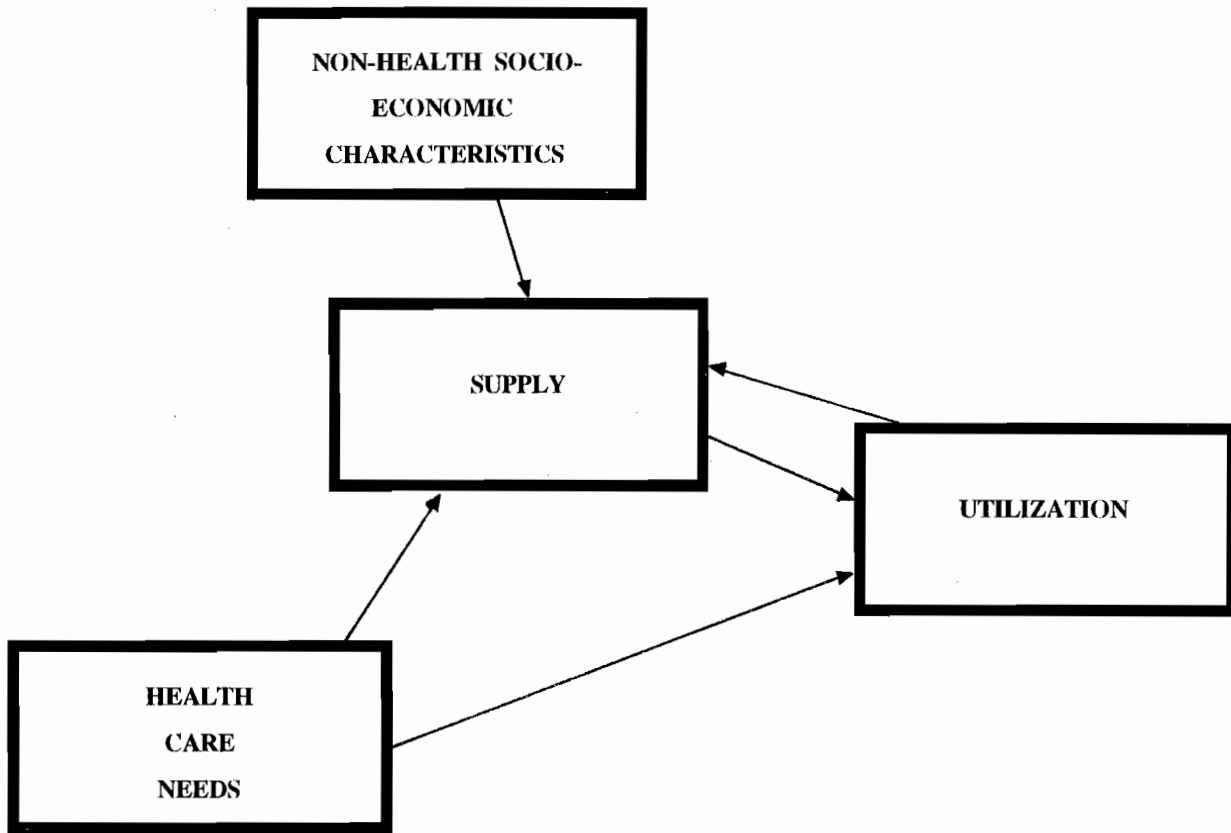 NON-HEALTH SOCIO-
ECONOMIC
CHARACTERISTICS
SUPPLY
UTILIZATION
HEALTH
CARE
NEEDS